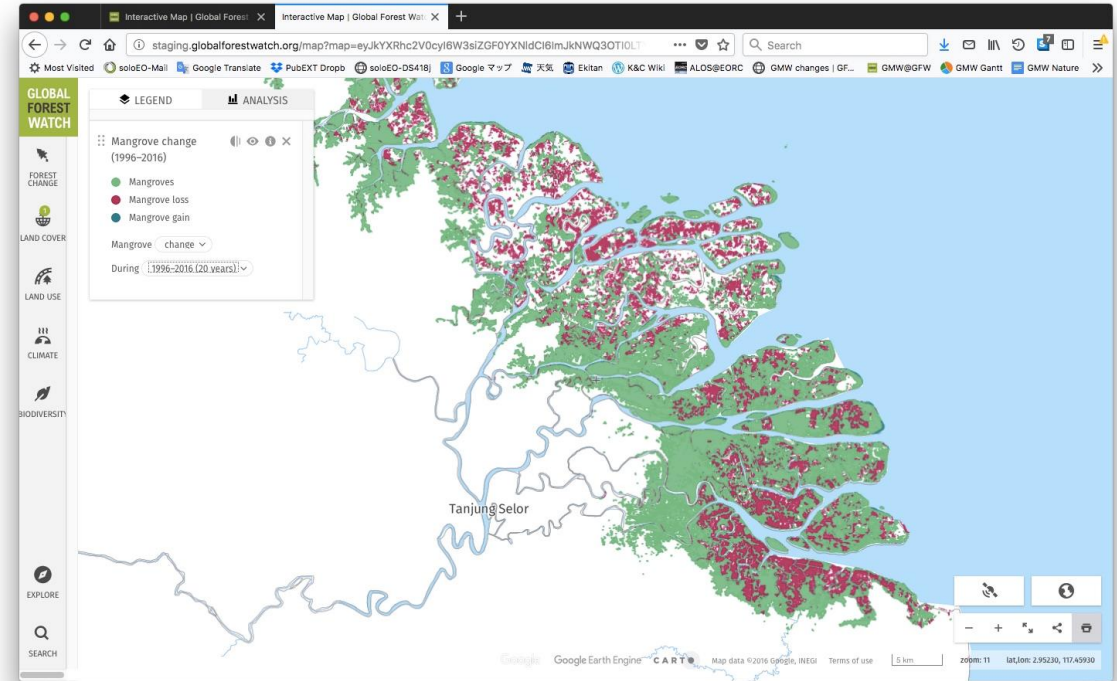 Interactive Map | Global Forest
Interactive Map | Global Forest Watc
staging.globalforestwatch.org/map?map=eyJkYXRhc2V0cyI6W3siZGF0YXNldCI6ImJkNWQ3OTI0LT
Search
Most Visited
soloEO-Mail
Google Translate
PubEXT Dropb
soloEO-DS418j
Google マップ
天気
Ekitan
K&C Wiki
ALOS@EORC
GMW changes | GF...
GMW@GFW
GMW Gantt
GMW Nature
GLOBAL
FOREST
WATCH
LEGEND
ANALYSIS
Mangrove change
(1996–2016)
Mangroves
Mangrove loss
Mangrove gain
Mangrove change
During 1996–2016 (20 years)
FOREST
CHANGE
1
LAND COVER
LAND USE
CLIMATE
BIODIVERSITY
EXPLORE
SEARCH
Tanjung Selor
Google
Google Earth Engine
CARTO
Map data ©2016 Google, INEGI
Terms of use
5 km
zoom: 11
lat,lon: 2.95230, 117.45930